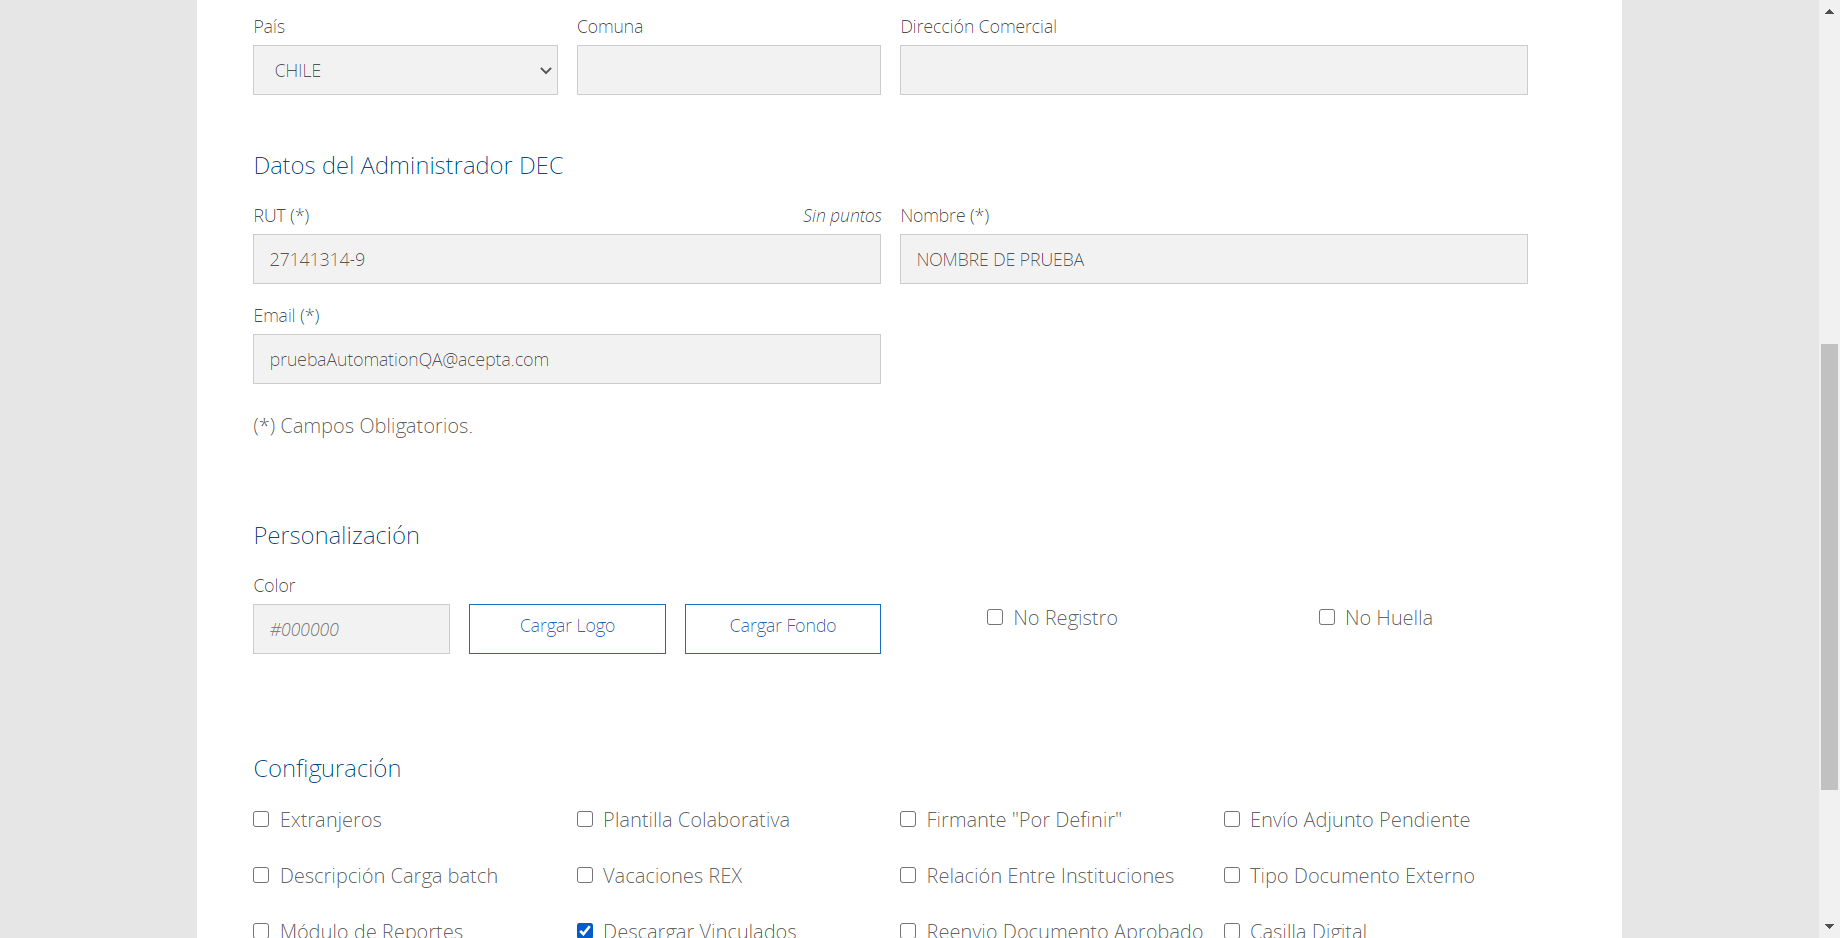 País
Comuna
Dirección Comercial
CHILE
Datos del Administrador DEC
RUT (*)
Sin puntos
Nombre (*)
27141314-9
NOMBRE DE PRUEBA
Email (*)
pruebaAutomationQA@acepta.com
(*) Campos Obligatorios.
Personalización
Color
#000000
Cargar Logo
Cargar Fondo
No Registro
No Huella
Configuración
Extranjeros
Plantilla Colaborativa
Firmante "Por Definir"
Envío Adjunto Pendiente
Descripción Carga batch
Vacaciones REX
Relación Entre Instituciones
Tipo Documento Externo
Módulo de Reportes
Descargar Vinculados
Reenvio Documento Aprobado
Casilla Digital